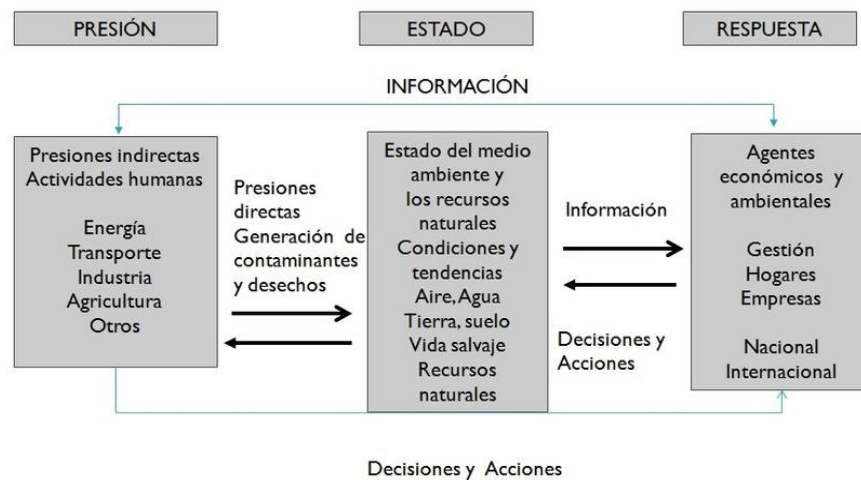 PRESIÓN
ESTADO
RESPUESTA
INFORMACIÓN
Presiones indirectas
Actividades humanas
Energía
Transporte
Industria
Agricultura
Otros
Presiones
directas
Generación de
contaminantes
y desechos
Estado del medio
ambiente y
los recursos
naturales
Condiciones y
tendencias
Aire, Agua
Tierra, suelo
Vida salvaje
Recursos
naturales
Información
Decisiones y
Acciones
Agentes
económicos y
ambientales
Gestión
Hogares
Empresas
Nacional
Internacional
Decisiones y Acciones